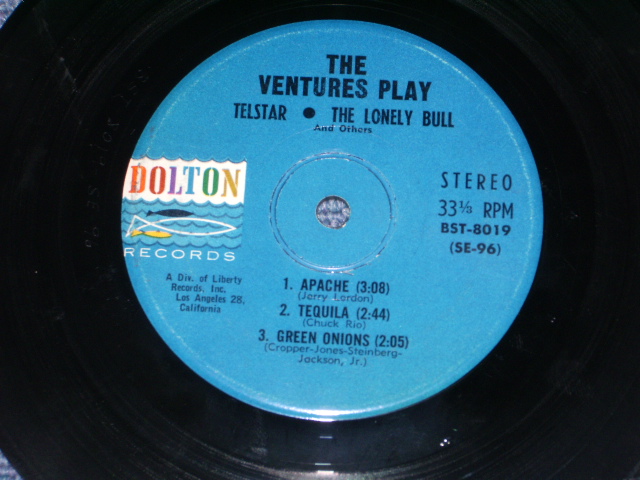 THE
VENTURES PLAY
TELSTAR ● THE LONELY BULL
And Others
DOLTON
RECORDS
STEREO
33⅓ RPM
BST-8019
(SE-96)
A Div. of Liberty
Records, Inc.
Los Angeles 28,
California
1. APACHE (3:08)
(Jerry Lordon)
2. TEQUILA (2:44)
(Chuck Rio)
3. GREEN ONIONS (2:05)
(Cropper-Jones-Steinberg-
Jackson, Jr.)